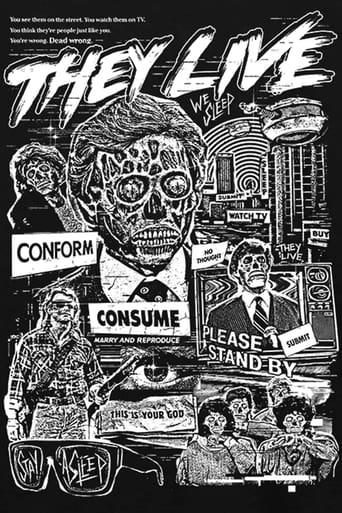 You see them on the street. You watch them on TV.
You think they're people just like you.
You're wrong. Dead wrong.
THEY LIVE
WE
SLEEP
SUBMIT
WATCH TV
NO
THOUGHT
THEY
LIVE
BUY
CONFORM
CONSUME
MARRY AND REPRODUCE
PLEASE
STAND BY
SUBMIT
THIS IS YOUR GOD
ASLEEP